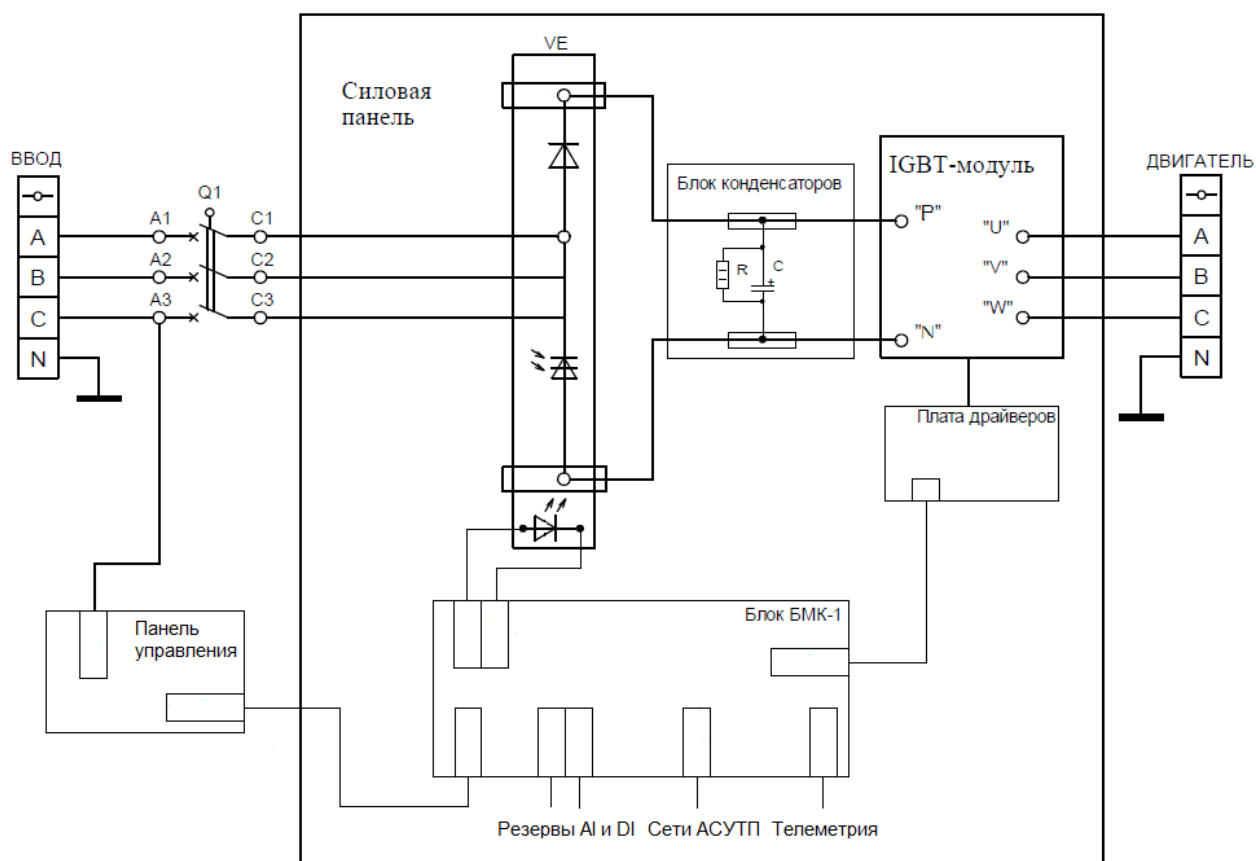 VE
Силовая
панель
ВВОД
A
B
C
N
Q1
A1
C1
A2
C2
A3
C3
Блок конденсаторов
R
C
+
IGBT-модуль
"P"
"N"
"U"
"V"
"W"
ДВИГАТЕЛЬ
A
B
C
N
Плата драйверов
Панель
управления
Блок БМК-1
Резервы AI и DI
Сети АСУТП
Телеметрия